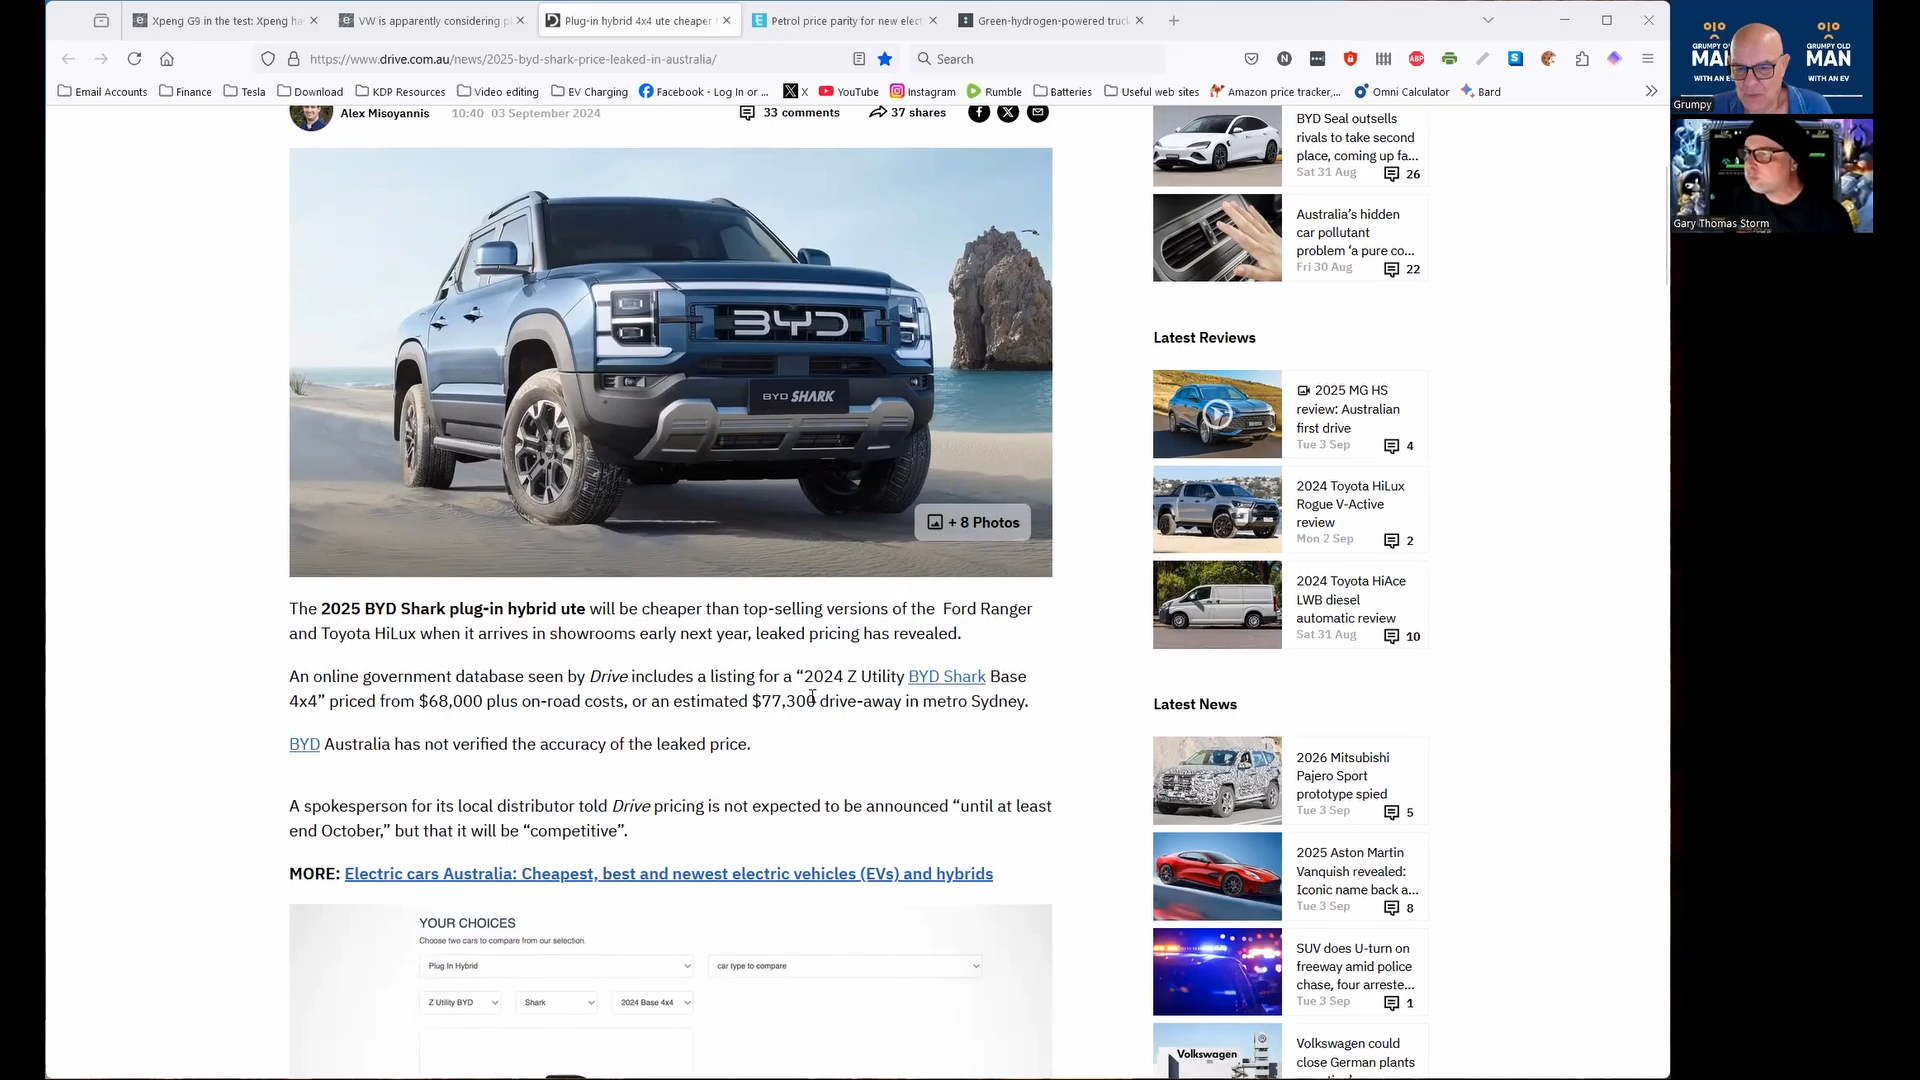 Xpeng G9 in the test: Xpeng ha
VW is apparently considering p
Plug-in hybrid 4x4 ute cheaper
Petrol price parity for new elect
Green-hydrogen-powered truc
https://www.drive.com.au/news/2025-byd-shark-price-leaked-in-australia/
Search
Email Accounts
Finance
Tesla
Download
KDP Resources
Video editing
EV Charging
Facebook - Log In or ...
X
YouTube
Instagram
Rumble
Batteries
Useful web sites
Amazon price tracker,...
Omni Calculator
Bard
Alex Misoyannis
10:40 03 September 2024
33 comments
37 shares
BYD
BYD SHARK
+ 8 Photos
The 2025 BYD Shark plug-in hybrid ute will be cheaper than top-selling versions of the Ford Ranger
and Toyota HiLux when it arrives in showrooms early next year, leaked pricing has revealed.
An online government database seen by Drive includes a listing for a “2024 Z Utility BYD Shark Base
4x4” priced from $68,000 plus on-road costs, or an estimated $77,300 drive-away in metro Sydney.
BYD Australia has not verified the accuracy of the leaked price.
A spokesperson for its local distributor told Drive pricing is not expected to be announced “until at least
end October,” but that it will be “competitive”.
MORE: Electric cars Australia: Cheapest, best and newest electric vehicles (EVs) and hybrids
YOUR CHOICES
Choose two cars to compare from our selection.
Plug In Hybrid
car type to compare
Z Utility BYD
Shark
2024 Base 4x4
BYD Seal outsells
rivals to take second
place, coming up fa...
Sat 31 Aug
26
Australia’s hidden
car pollutant
problem ‘a pure co...
Fri 30 Aug
22
Latest Reviews
2025 MG HS
review: Australian
first drive
Tue 3 Sep
4
2024 Toyota HiLux
Rogue V-Active
review
Mon 2 Sep
2
2024 Toyota HiAce
LWB diesel
automatic review
Sat 31 Aug
10
Latest News
2026 Mitsubishi
Pajero Sport
prototype spied
Tue 3 Sep
5
2025 Aston Martin
Vanquish revealed:
Iconic name back a...
Tue 3 Sep
8
SUV does U-turn on
freeway amid police
chase, four arreste...
Tue 3 Sep
1
Volkswagen
Volkswagen could
close German plants
GRUMPY OLD
MAN
WITH AN E
GRUMPY OLD
MAN
WITH AN EV
Grumpy
Gary Thomas Storm